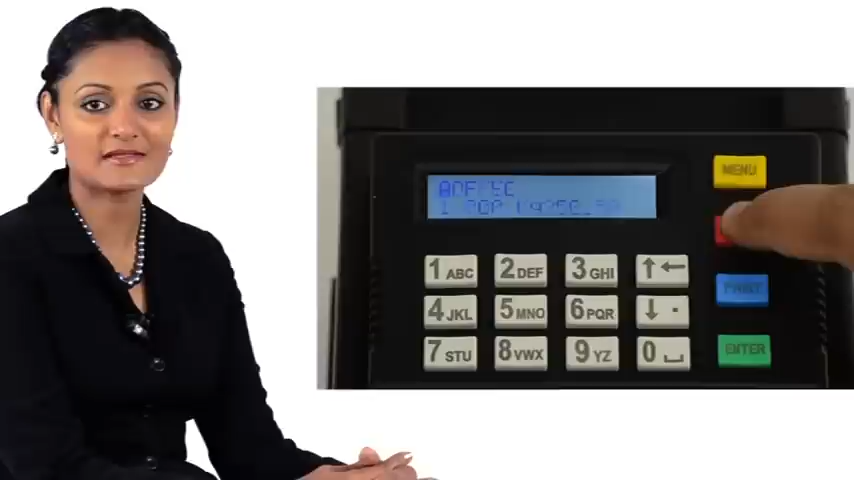 MENU
PRINT
ENTER
1 ABC
2 DEF
3 GHI
↑ ←
4 JKL
5 MNO
6 PQR
↓ .
7 STU
8 VWX
9 YZ
0 ⎵